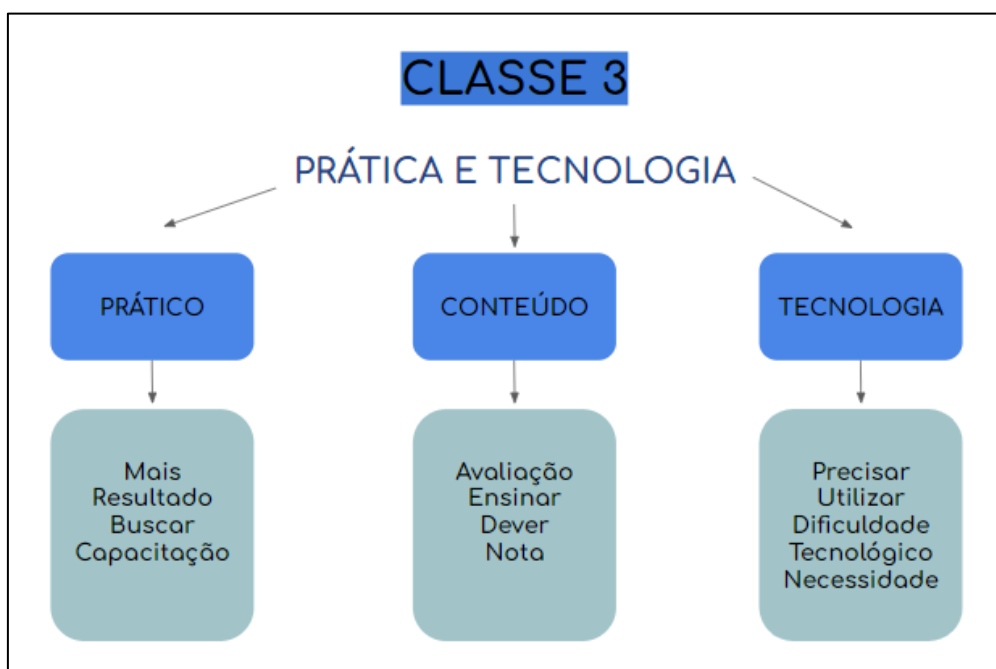 CLASSE 3
PRÁTICA E TECNOLOGIA
PRÁTICO
CONTEÚDO
TECNOLOGIA
Mais
Resultado
Buscar
Capacitação
Avaliação
Ensinar
Dever
Nota
Precisar
Utilizar
Dificuldade
Tecnológico
Necessidade